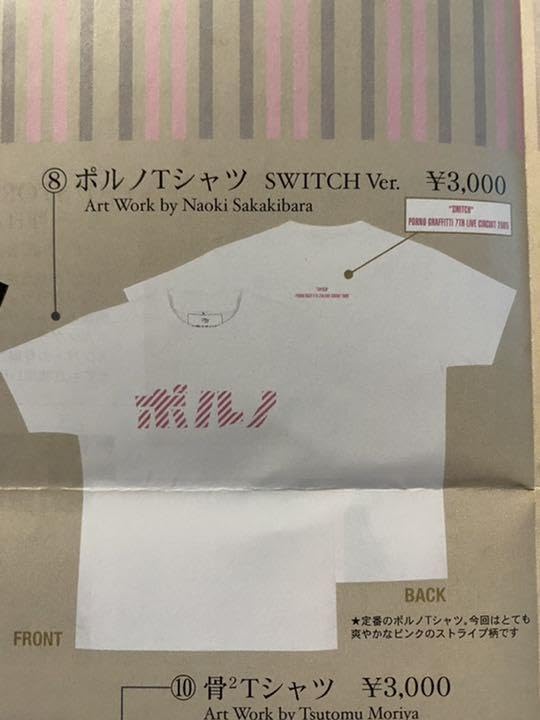 ⑧ ポルノTシャツ SWITCH Ver. ¥3,000
Art Work by Naoki Sakakibara
"SWITCH"
PORNO GRAFFITTI 7TH LIVE CIRCUIT 2005
ポルノ
BACK
★定番のポルノTシャツ。今回はとても
爽やかなピンクのストライプ柄です
FRONT
⑩ 骨²Tシャツ ¥3,000
Art Work by Tsutomu Moriya